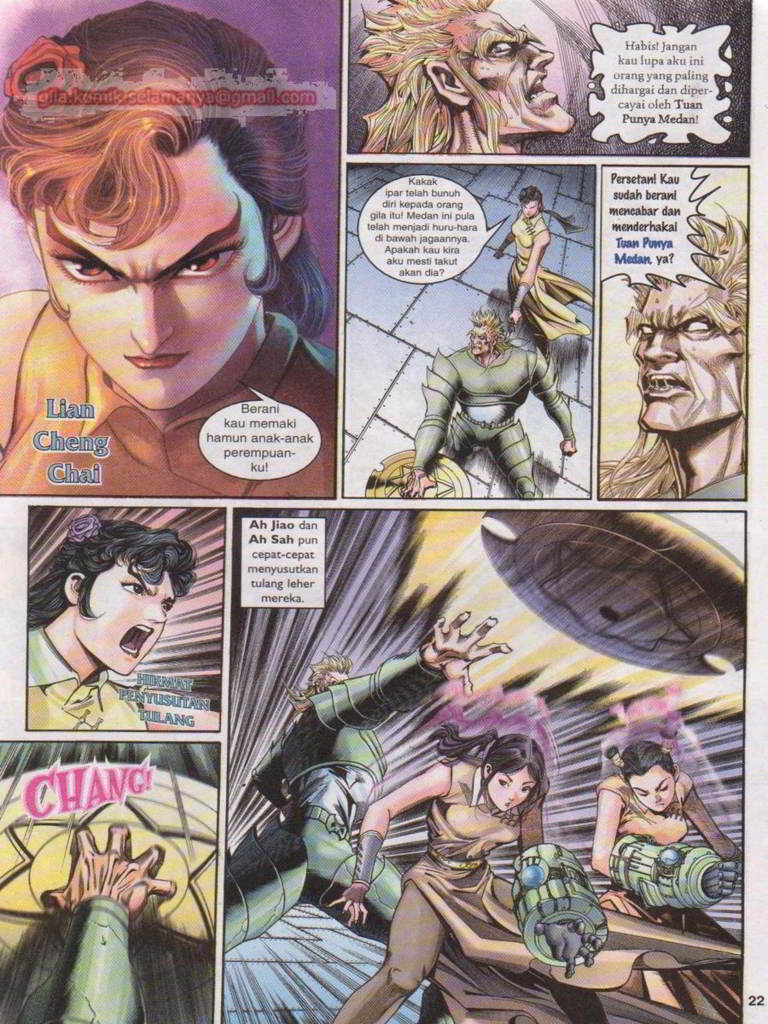 gila.komik.selamanya@gmail.com
Lian
Cheng
Chai
Berani
kau memaki
hamun anak-anak
perempuan-
ku!
Habis! Jangan
kau lupa aku ini
orang yang paling
dihargai dan diper-
cayai oleh Tuan
Punya Medan!
Kakak
ipar telah bunuh
diri kepada orang
gila itu! Medan ini pula
telah menjadi huru-hara
di bawah jagaannya.
Apakah kau kira
aku mesti takut
akan dia?
Persetan! Kau
sudah berani
mencabar dan
menderhakai
Tuan Punya
Medan, ya?
HIKMAT
PENYUSUTAN
TULANG
Ah Jiao dan
Ah Sah pun
cepat-cepat
menyusutkan
tulang leher
mereka.
CHANG!
22